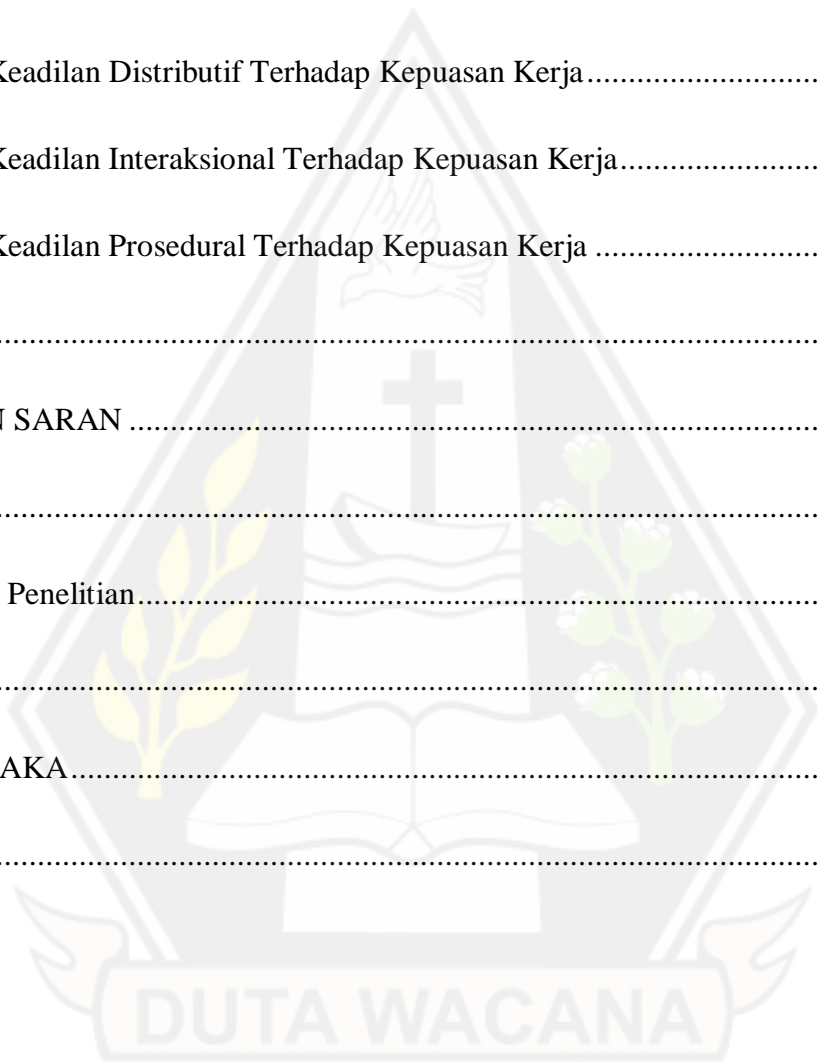 Keadilan Distributif Terhadap Kepuasan Kerja..............................
Keadilan Interaksional Terhadap Kepuasan Kerja..............................
Keadilan Prosedural Terhadap Kepuasan Kerja ..............................
..............................................................................................................
SARAN ..............................................................................................................
..............................................................................................................
Penelitian..............................................................................................................
..............................................................................................................
AKA..............................................................................................................
..............................................................................................................
DUTA WACANA